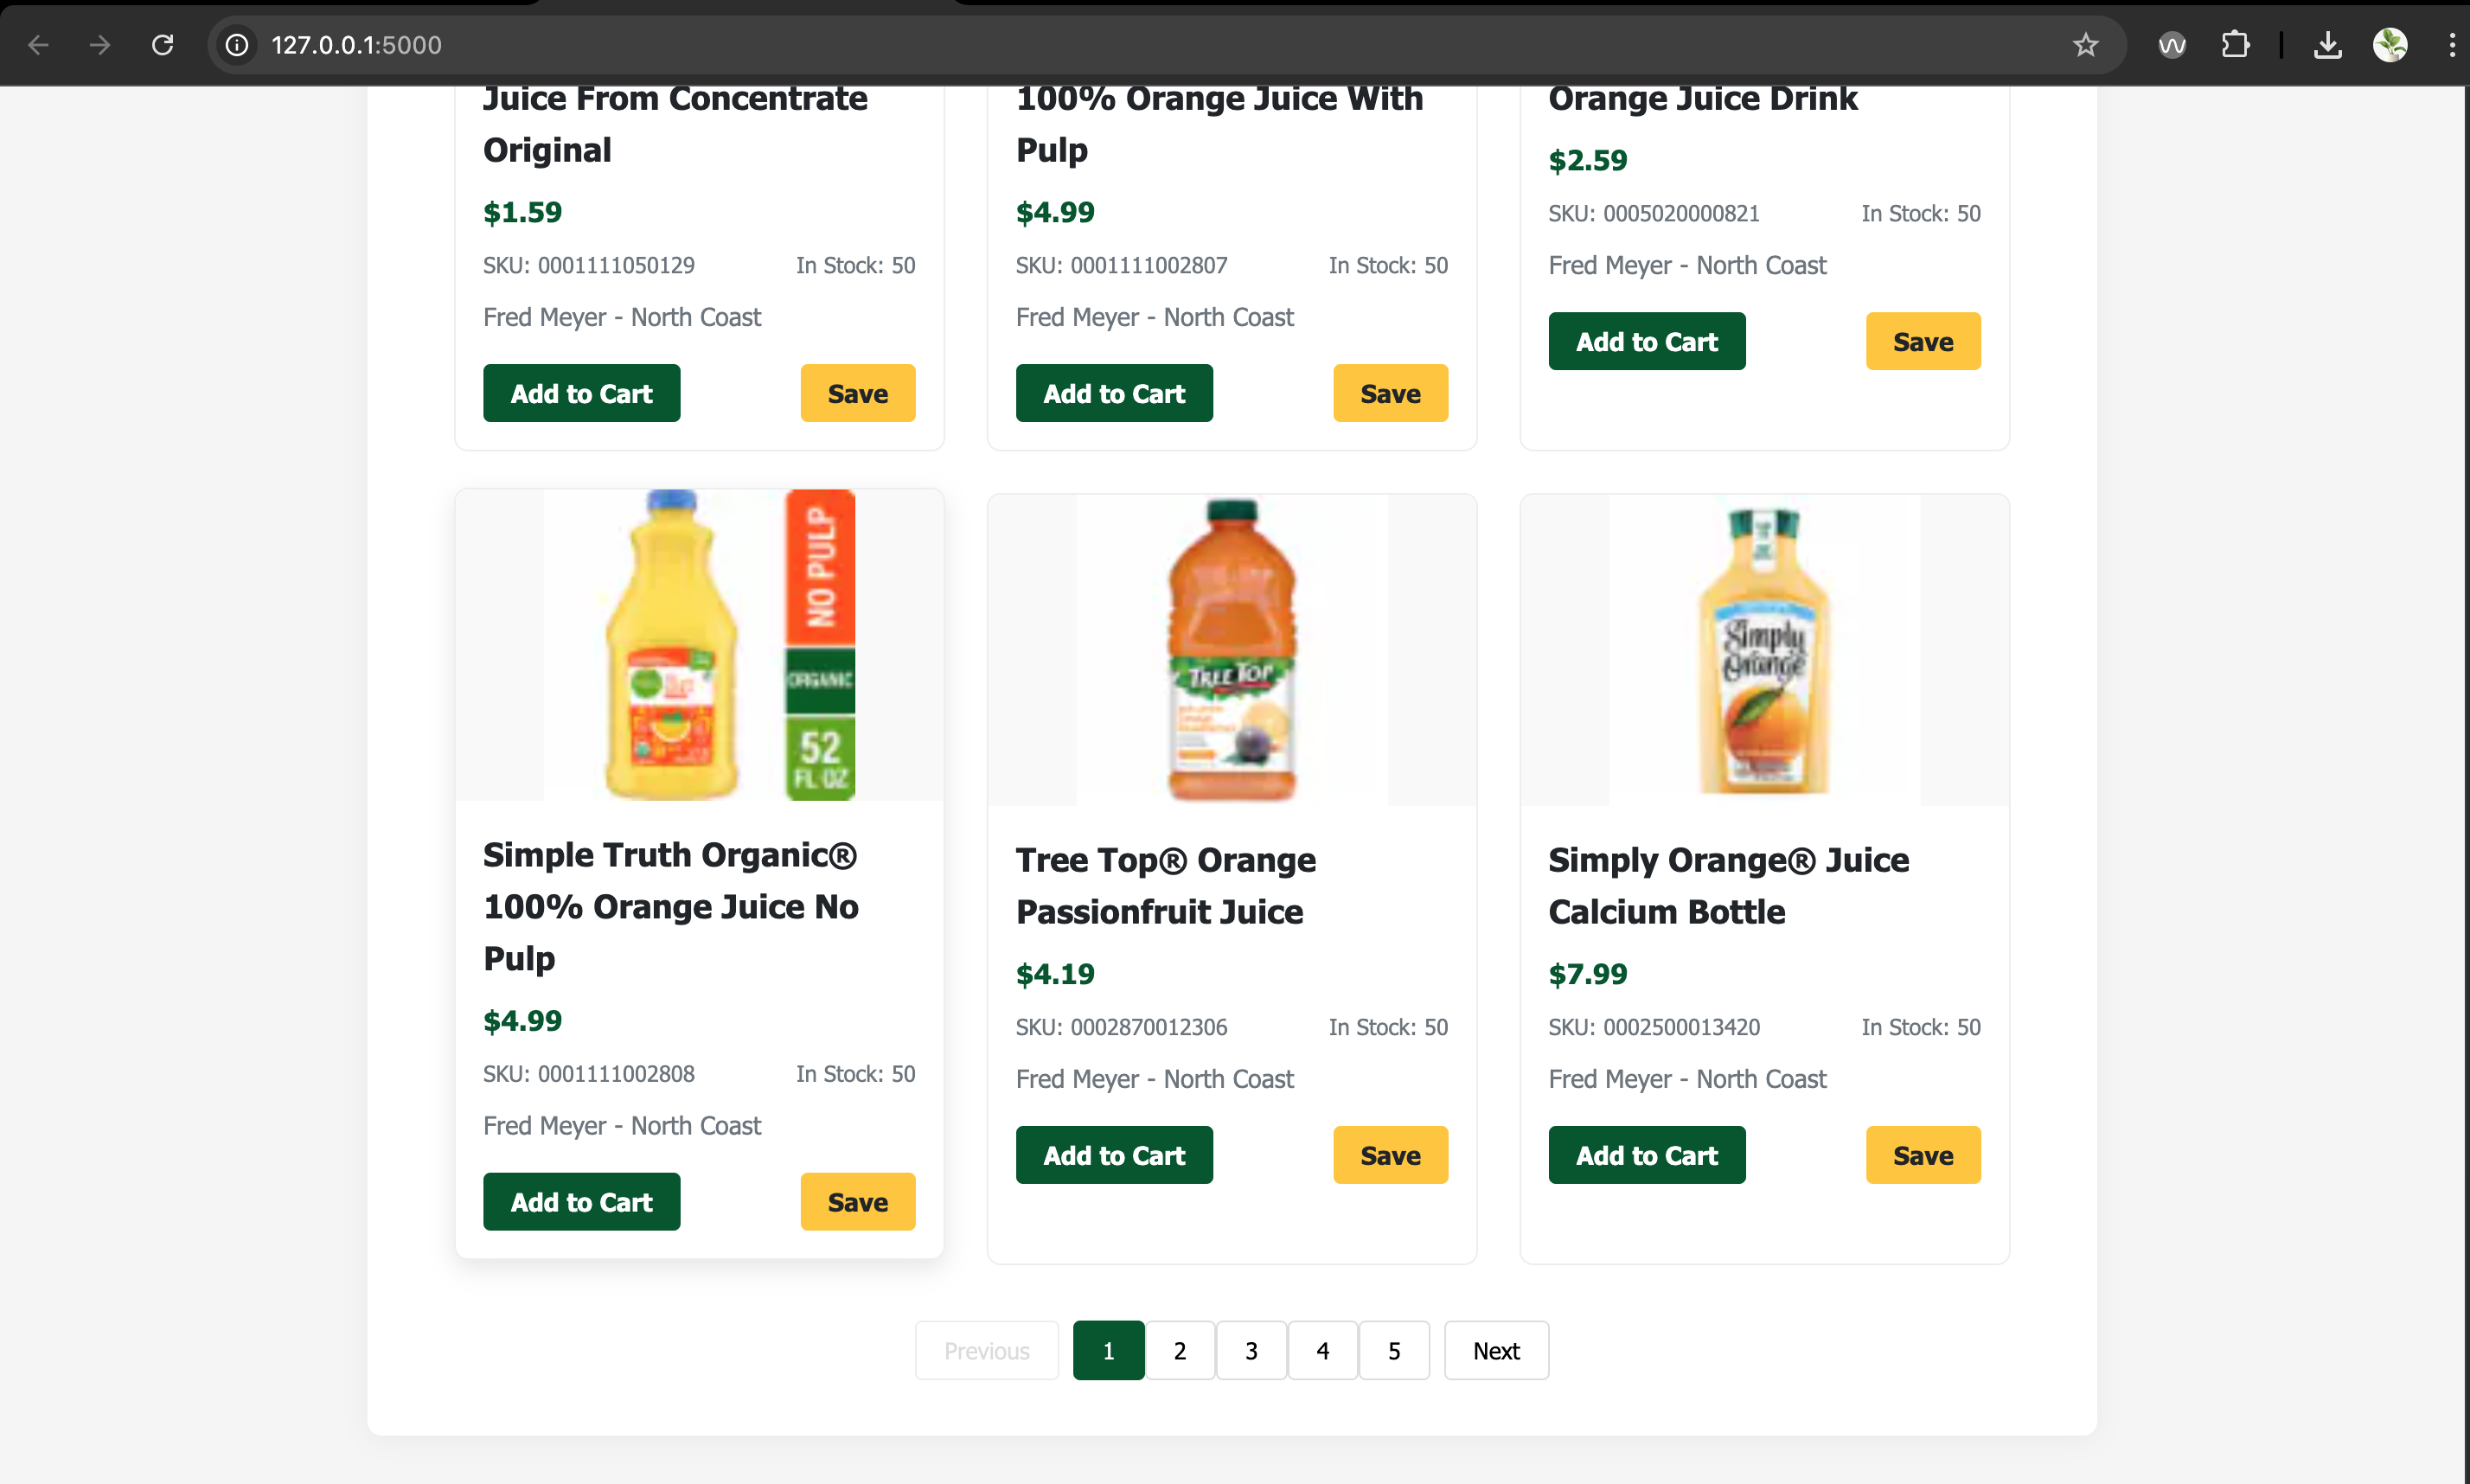 127.0.0.1:5000
Juice From Concentrate
Original
$1.59
SKU: 0001111050129 In Stock: 50
Fred Meyer - North Coast
Add to Cart Save
100% Orange Juice With
Pulp
$4.99
SKU: 0001111002807 In Stock: 50
Fred Meyer - North Coast
Add to Cart Save
Orange Juice Drink
$2.59
SKU: 0005020000821 In Stock: 50
Fred Meyer - North Coast
Add to Cart Save
NO PULP
ORGANIC
52
FL OZ
Simple Truth Organic®
100% Orange Juice No
Pulp
$4.99
SKU: 0001111002808 In Stock: 50
Fred Meyer - North Coast
Add to Cart Save
TREE TOP
Tree Top® Orange
Passionfruit Juice
$4.19
SKU: 0002870012306 In Stock: 50
Fred Meyer - North Coast
Add to Cart Save
Simply
Orange
Simply Orange® Juice
Calcium Bottle
$7.99
SKU: 0002500013420 In Stock: 50
Fred Meyer - North Coast
Add to Cart Save
Previous 1 2 3 4 5 Next